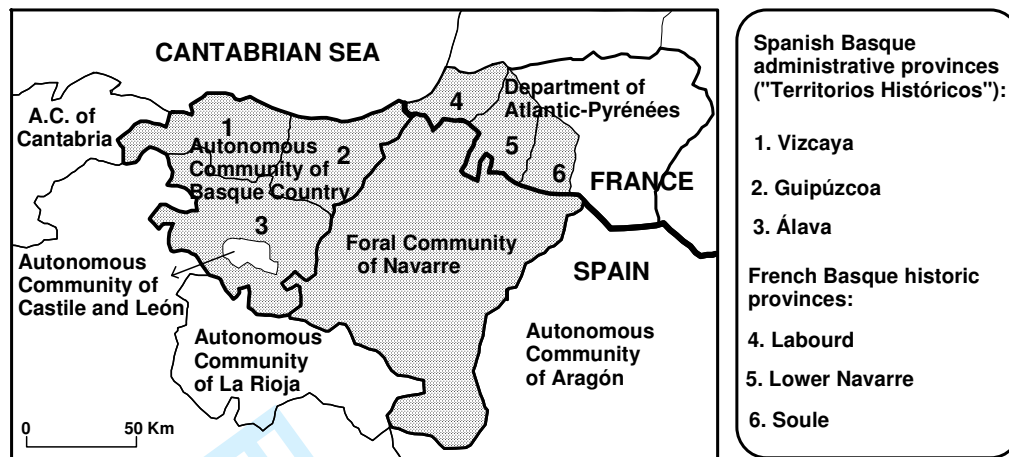 CANTABRIAN SEA
A.C. of
Cantabria
Department of
Atlantic-Pyrénées
4
1
2
5
6
Autonomous
Community of
Basque Country
FRANCE
3
Foral Community
of Navarre
SPAIN
Autonomous
Community of
Castile and León
Autonomous
Community
of La Rioja
Autonomous
Community
of Aragón
0 50 Km
Spanish Basque
administrative provinces
("Territorios Históricos"):
1. Vizcaya
2. Guipúzcoa
3. Álava
French Basque historic
provinces:
4. Labourd
5. Lower Navarre
6. Soule